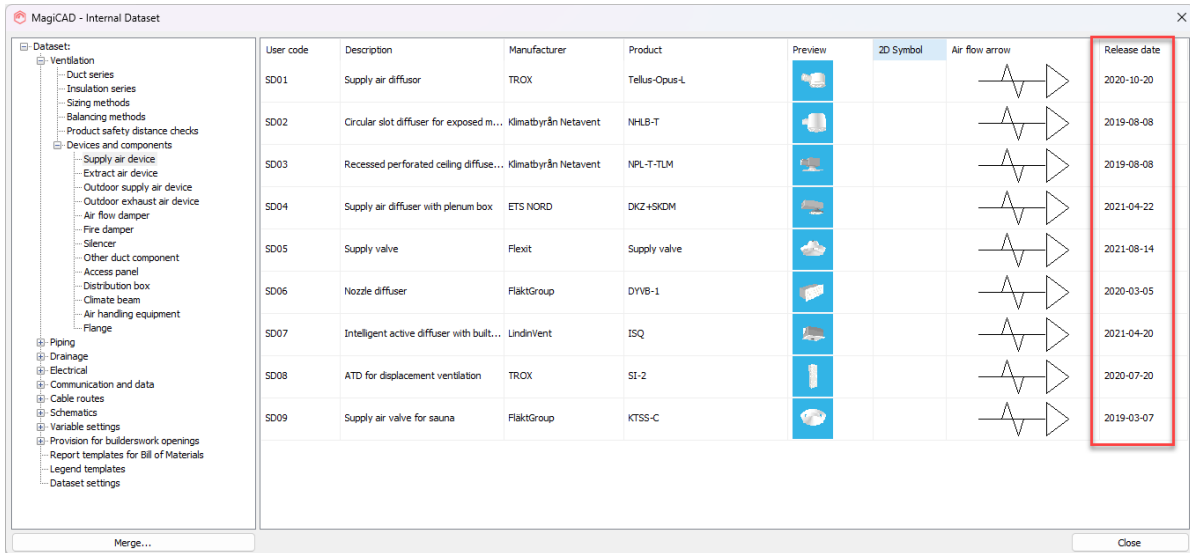 MagiCAD - Internal Dataset
Dataset:
Ventilation
Duct series
Insulation series
Sizing methods
Balancing methods
Product safety distance checks
Devices and components
Supply air device
Extract air device
Outdoor supply air device
Outdoor exhaust air device
Air flow damper
Fire damper
Silencer
Other duct component
Access panel
Distribution box
Climate beam
Air handling equipment
Flange
Piping
Drainage
Electrical
Communication and data
Cable routes
Schematics
Variable settings
Provision for builderswork openings
Report templates for Bill of Materials
Legend templates
Dataset settings
Merge...
User code Description Manufacturer Product Preview 2D Symbol Air flow arrow Release date
SD01 Supply air diffusor TROX Tellus-Opus-L 2020-10-20
SD02 Circular slot diffuser for exposed m... Klimatbyrån Netavent NHLB-T 2019-08-08
SD03 Recessed perforated ceiling diffuse... Klimatbyrån Netavent NPL-T-TLM 2019-08-08
SD04 Supply air diffuser with plenum box ETS NORD DKZ+SKDM 2021-04-22
SD05 Supply valve Flexit Supply valve 2021-08-14
SD06 Nozzle diffuser FläktGroup DYVB-1 2020-03-05
SD07 Intelligent active diffuser with built... LindinVent ISQ 2021-04-20
SD08 ATD for displacement ventilation TROX SI-2 2020-07-20
SD09 Supply air valve for sauna FläktGroup KTSS-C 2019-03-07
Close